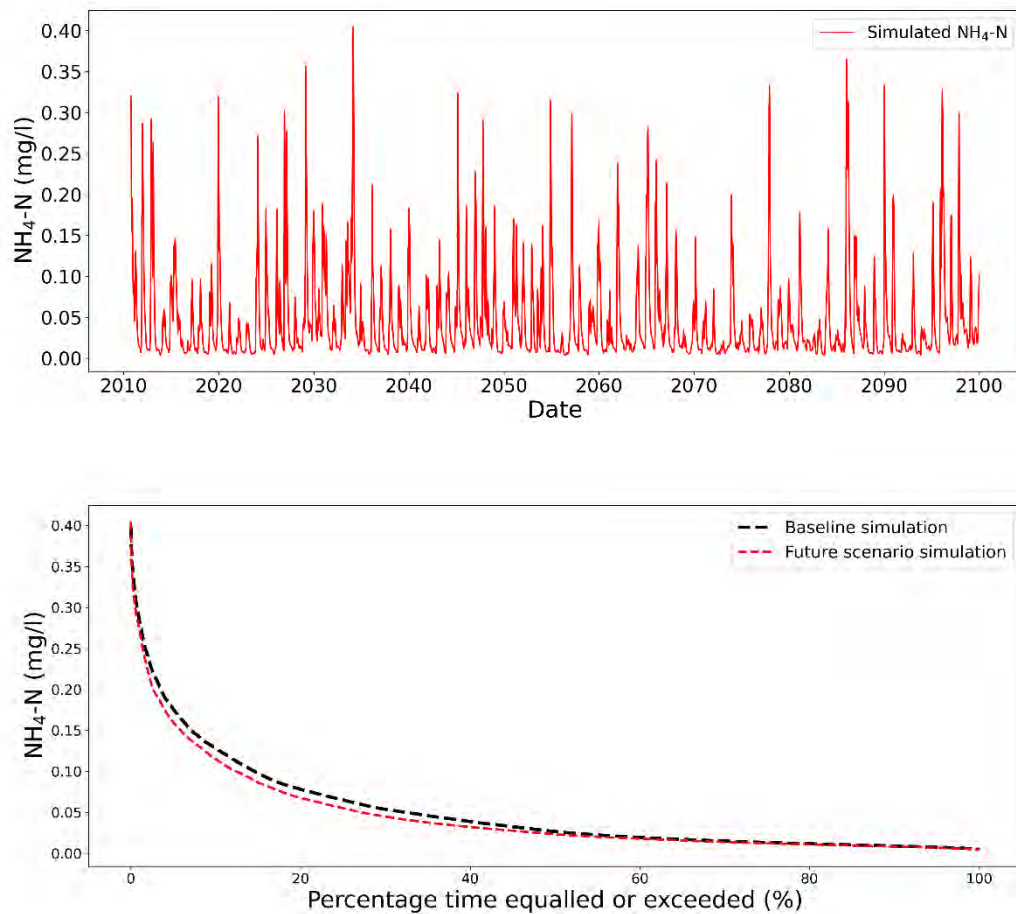 Simulated NH₄-N
NH₄-N (mg/l)
0.40
0.35
0.30
0.25
0.20
0.15
0.10
0.05
0.00
2010 2020 2030 2040 2050 2060 2070 2080 2090 2100
Date
Baseline simulation
Future scenario simulation
NH₄-N (mg/l)
0.40
0.35
0.30
0.25
0.20
0.15
0.10
0.05
0.00
0 20 40 60 80 100
Percentage time equalled or exceeded (%)